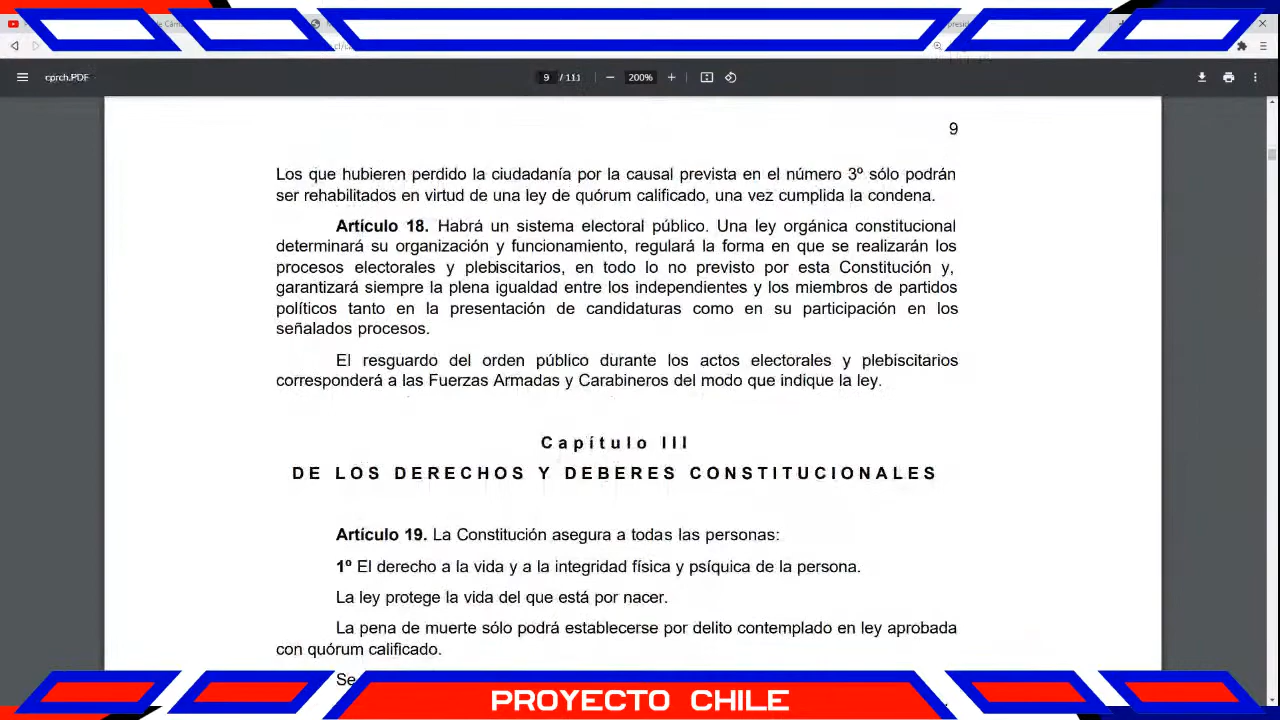 cprch.PDF
9 / 111
200%
9
Los que hubieren perdido la ciudadanía por la causal prevista en el número 3º sólo podrán
ser rehabilitados en virtud de una ley de quórum calificado, una vez cumplida la condena.
Artículo 18. Habrá un sistema electoral público. Una ley orgánica constitucional
determinará su organización y funcionamiento, regulará la forma en que se realizarán los
procesos electorales y plebiscitarios, en todo lo no previsto por esta Constitución y,
garantizará siempre la plena igualdad entre los independientes y los miembros de partidos
políticos tanto en la presentación de candidaturas como en su participación en los
señalados procesos.
El resguardo del orden público durante los actos electorales y plebiscitarios
corresponderá a las Fuerzas Armadas y Carabineros del modo que indique la ley.
Capítulo III
DE LOS DERECHOS Y DEBERES CONSTITUCIONALES
Artículo 19. La Constitución asegura a todas las personas:
1º El derecho a la vida y a la integridad física y psíquica de la persona.
La ley protege la vida del que está por nacer.
La pena de muerte sólo podrá establecerse por delito contemplado en ley aprobada
con quórum calificado.
Se
PROYECTO CHILE